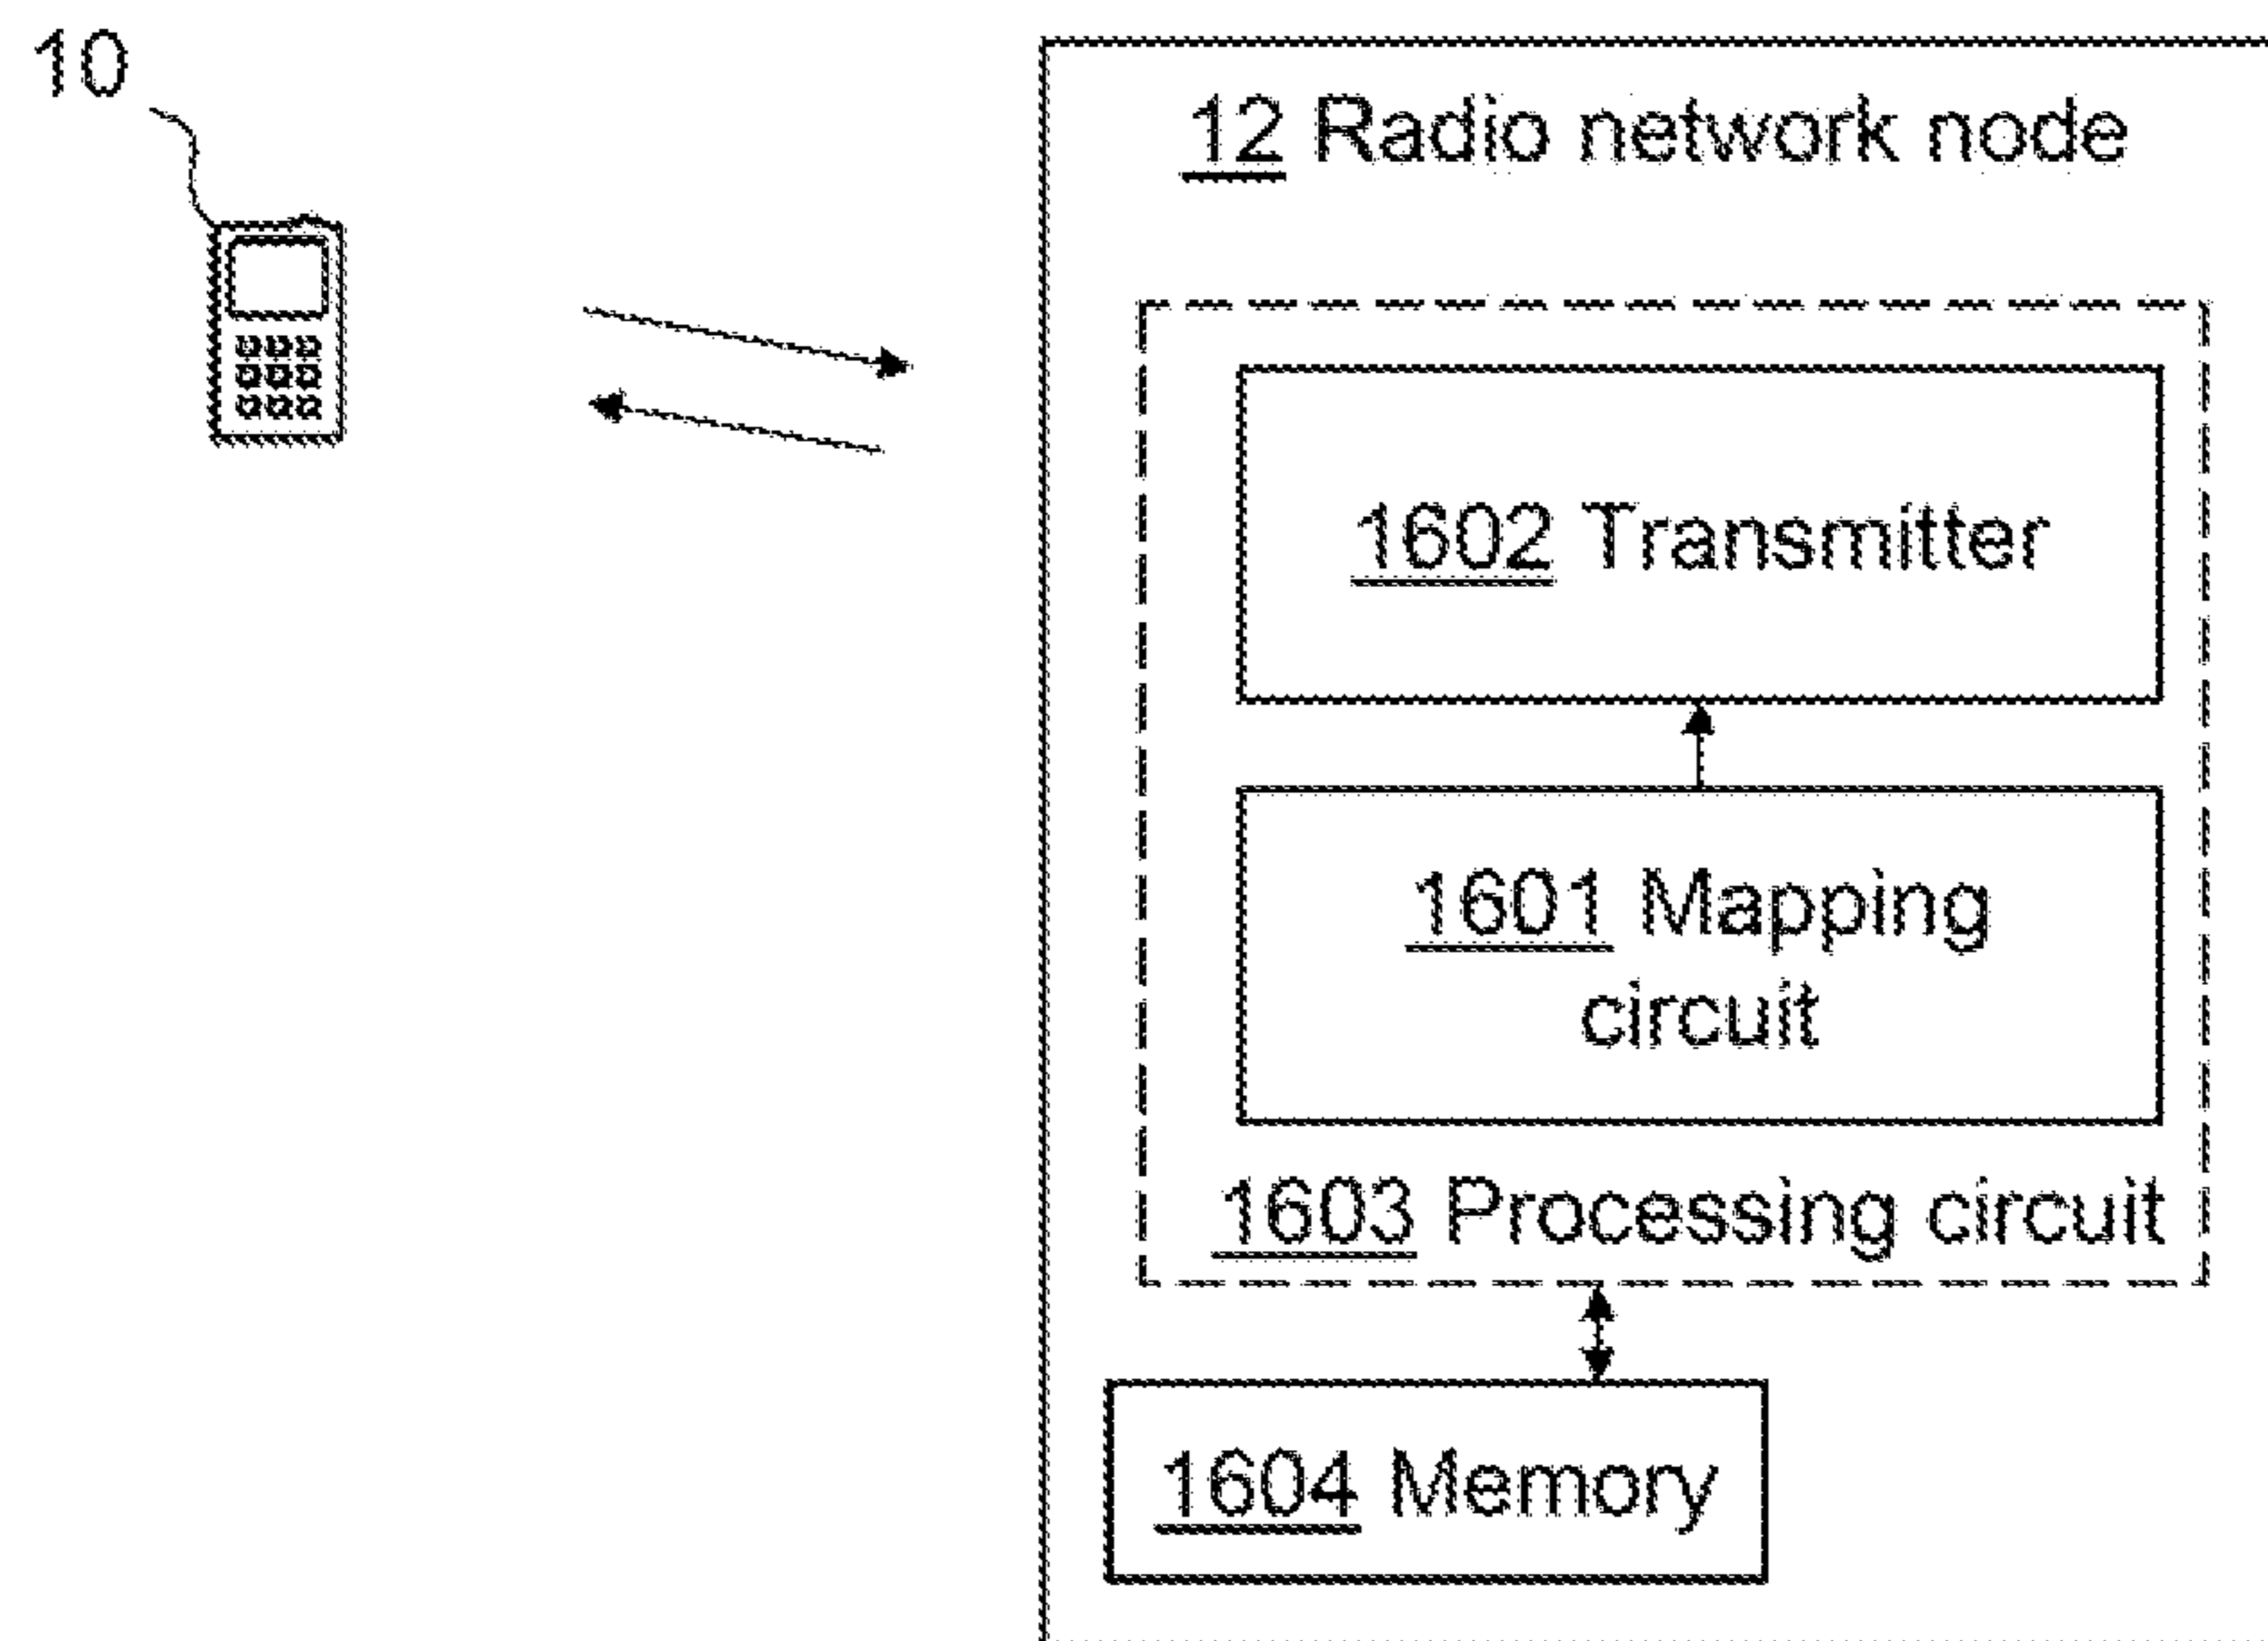 10
12 Radio network node
1602 Transmitter
1601 Mapping
circuit
1603 Processing circuit
1604 Memory